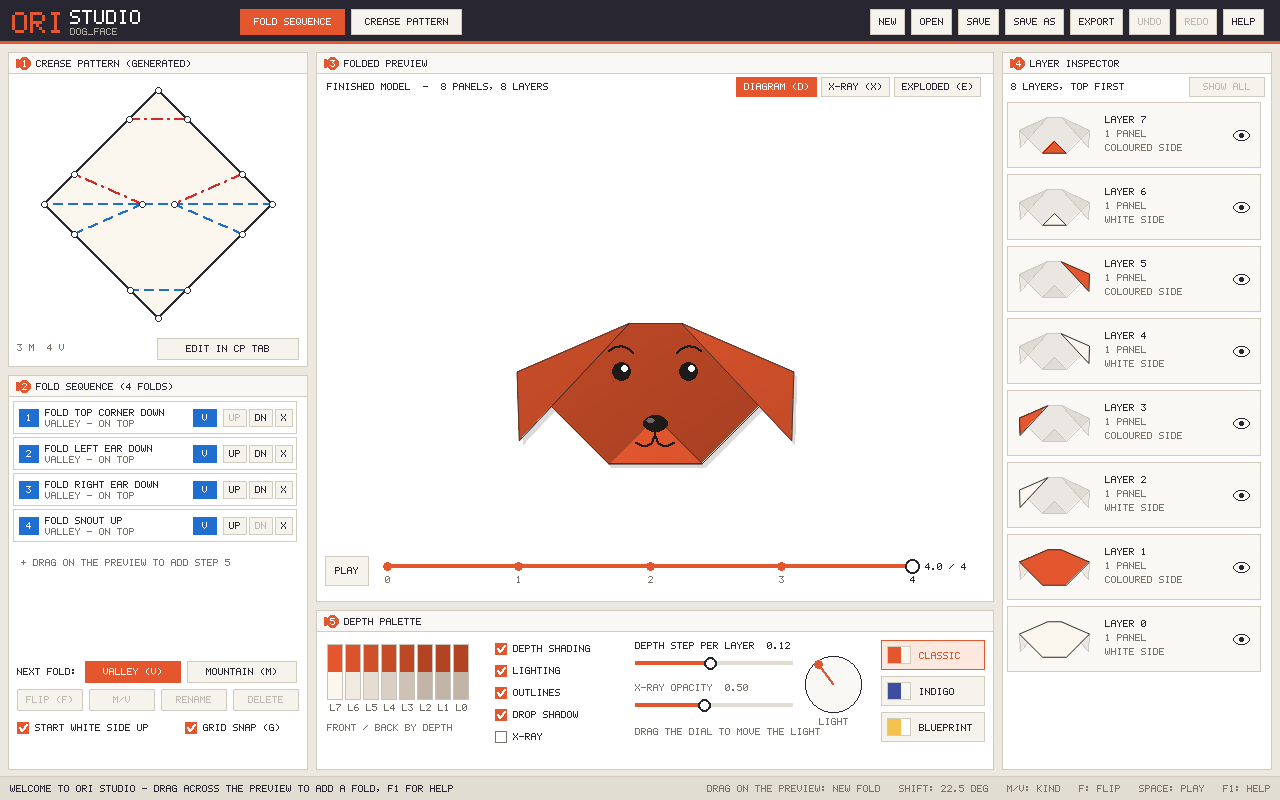 ORI STUDIO
DOG_FACE
FOLD SEQUENCE
CREASE PATTERN
NEW
OPEN
SAVE
SAVE AS
EXPORT
UNDO
REDO
HELP
1 CREASE PATTERN (GENERATED)
3 M 4 V
EDIT IN CP TAB
2 FOLD SEQUENCE (4 FOLDS)
1 FOLD TOP CORNER DOWN V UP DN X
VALLEY - ON TOP
2 FOLD LEFT EAR DOWN V UP DN X
VALLEY - ON TOP
3 FOLD RIGHT EAR DOWN V UP DN X
VALLEY - ON TOP
4 FOLD SNOUT UP V UP DN X
VALLEY - ON TOP
+ DRAG ON THE PREVIEW TO ADD STEP 5
NEXT FOLD: VALLEY (V) MOUNTAIN (M)
FLIP (F) M/V RENAME DELETE
START WHITE SIDE UP GRID SNAP (G)
3 FOLDED PREVIEW
FINISHED MODEL - 8 PANELS, 8 LAYERS
DIAGRAM (D) X-RAY (X) EXPLODED (E)
PLAY
4.0 / 4
0 1 2 3 4
5 DEPTH PALETTE
L7 L6 L5 L4 L3 L2 L1 L0
FRONT / BACK BY DEPTH
DEPTH SHADING
LIGHTING
OUTLINES
DROP SHADOW
X-RAY
DEPTH STEP PER LAYER 0.12
X-RAY OPACITY 0.50
DRAG THE DIAL TO MOVE THE LIGHT
LIGHT
CLASSIC
INDIGO
BLUEPRINT
4 LAYER INSPECTOR
8 LAYERS, TOP FIRST
SHOW ALL
LAYER 7
1 PANEL
COLOURED SIDE
LAYER 6
1 PANEL
WHITE SIDE
LAYER 5
1 PANEL
COLOURED SIDE
LAYER 4
1 PANEL
WHITE SIDE
LAYER 3
1 PANEL
COLOURED SIDE
LAYER 2
1 PANEL
WHITE SIDE
LAYER 1
1 PANEL
COLOURED SIDE
LAYER 0
1 PANEL
WHITE SIDE
WELCOME TO ORI STUDIO - DRAG ACROSS THE PREVIEW TO ADD A FOLD, F1 FOR HELP
DRAG ON THE PREVIEW: NEW FOLD SHIFT: 22.5 DEG M/V: KIND F: FLIP SPACE: PLAY F1: HELP